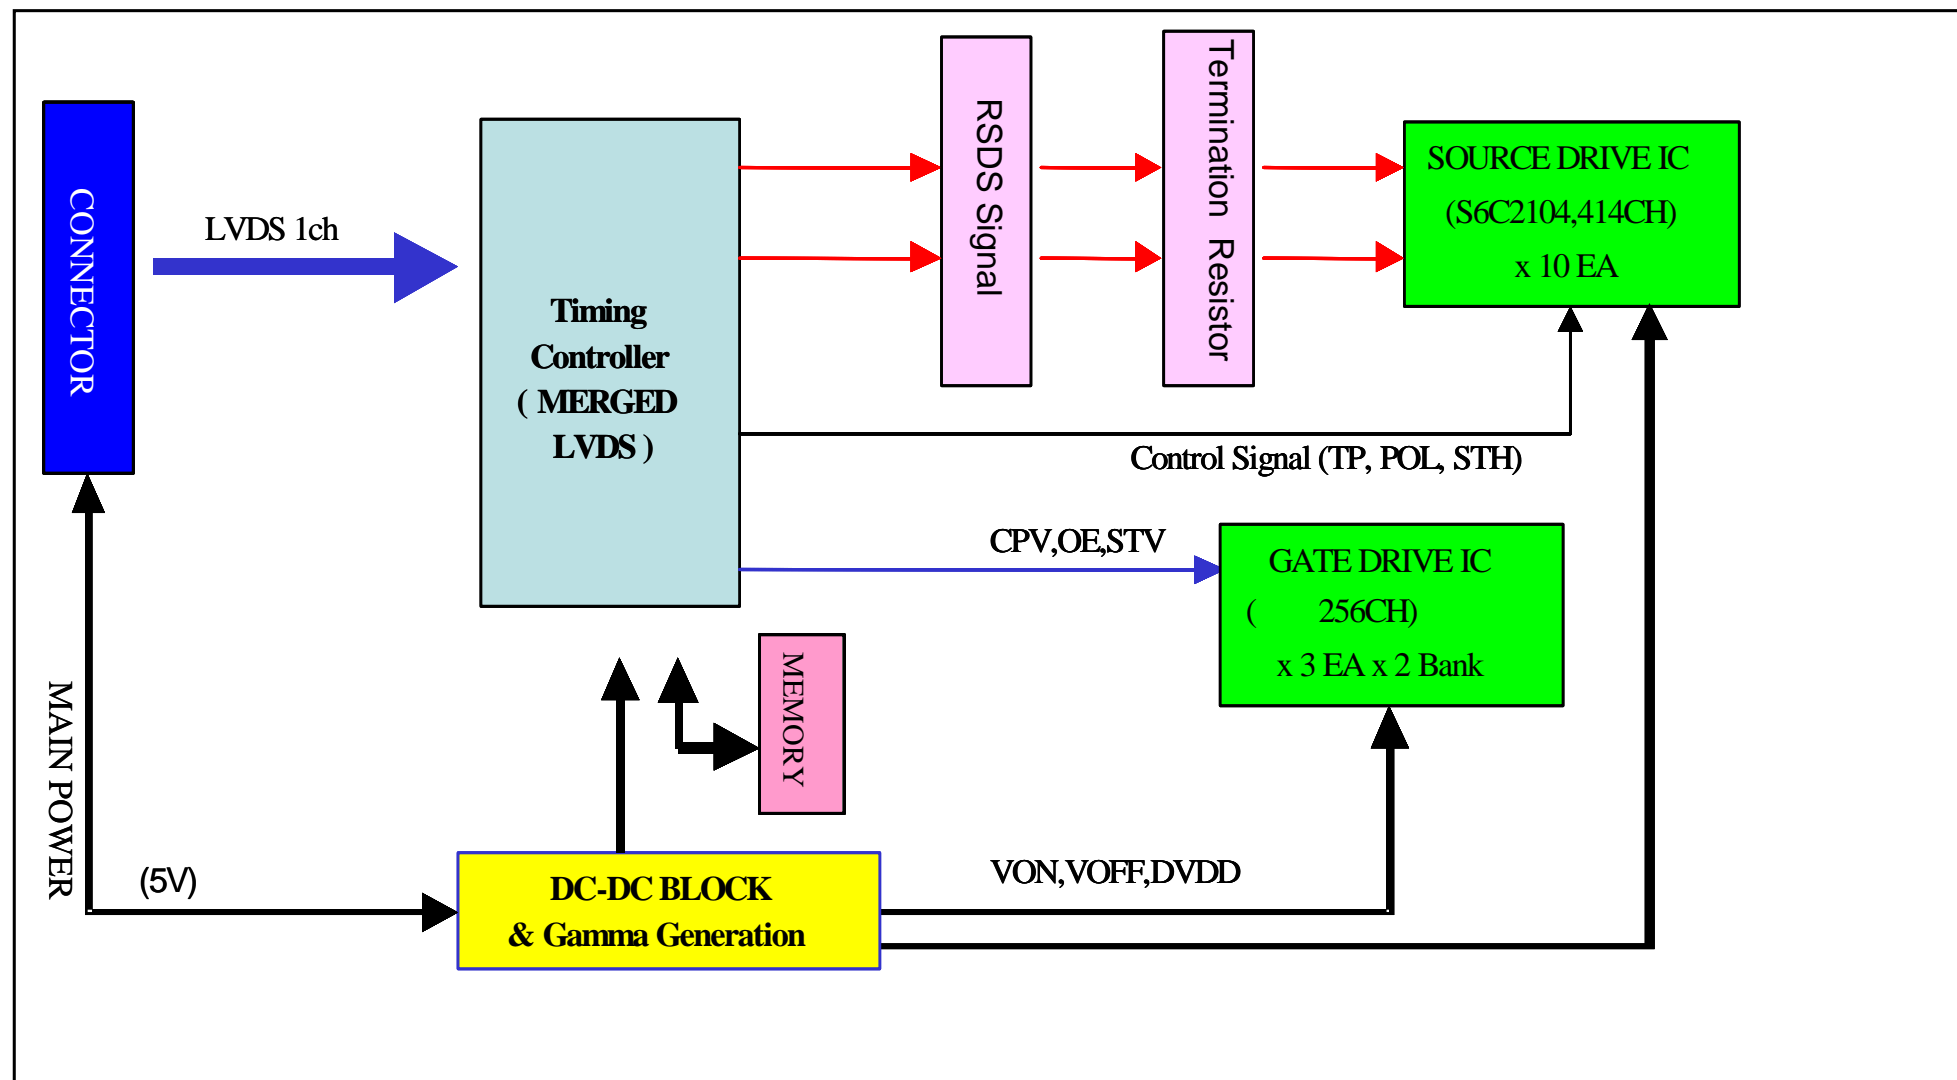 CONNECTOR
LVDS 1ch
Timing
Controller
( MERGED
LVDS )
RSDS Signal
Termination Resistor
SOURCE DRIVE IC
(S6C2104,414CH)
x 10 EA
Control Signal (TP, POL, STH)
CPV,OE,STV
GATE DRIVE IC
( 256CH)
x 3 EA x 2 Bank
MEMORY
MAIN POWER
(5V)
DC-DC BLOCK
& Gamma Generation
VON,VOFF,DVDD